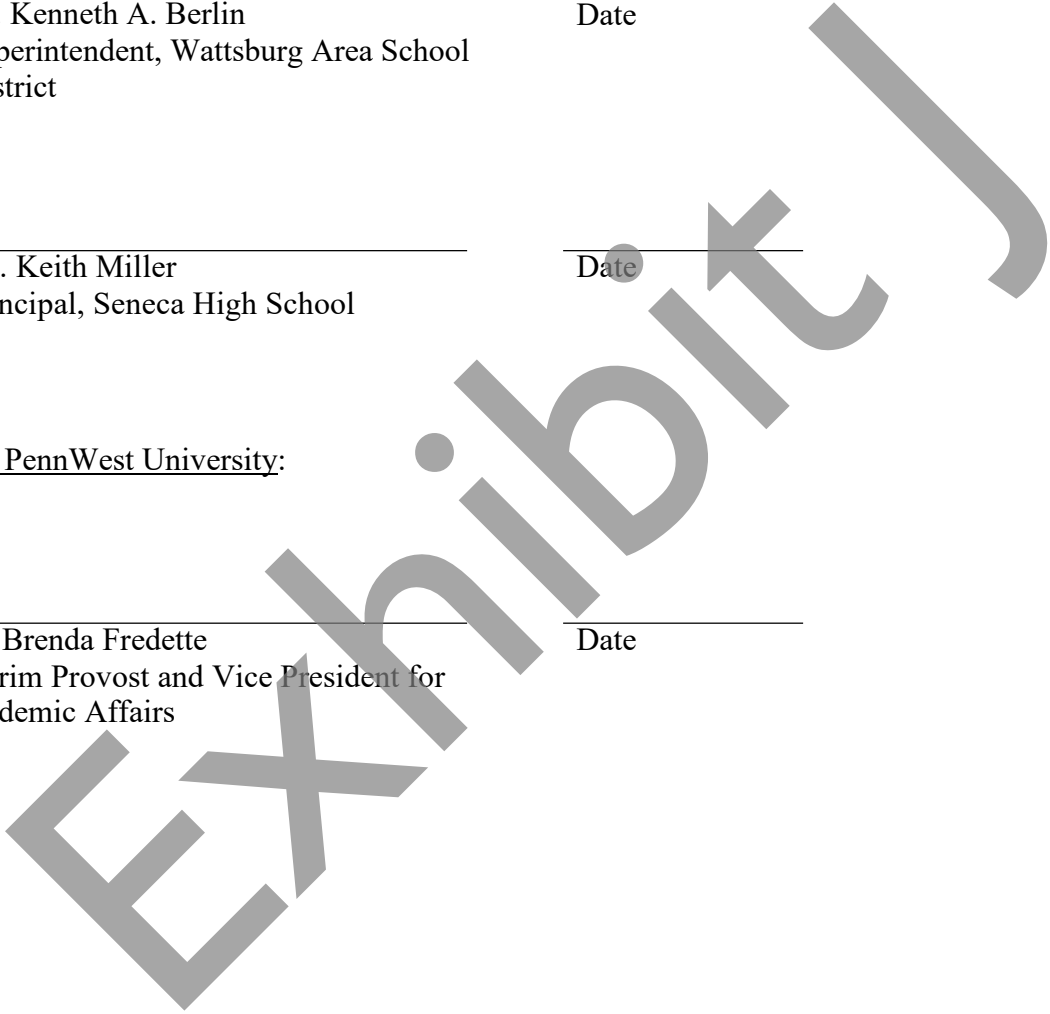 . Kenneth A. Berlin
Date
perintendent, Wattsburg Area School
strict
. Keith Miller
Date
ncipal, Seneca High School
PennWest University:
Brenda Fredette
Date
rim Provost and Vice President for
demic Affairs
Exhibit J